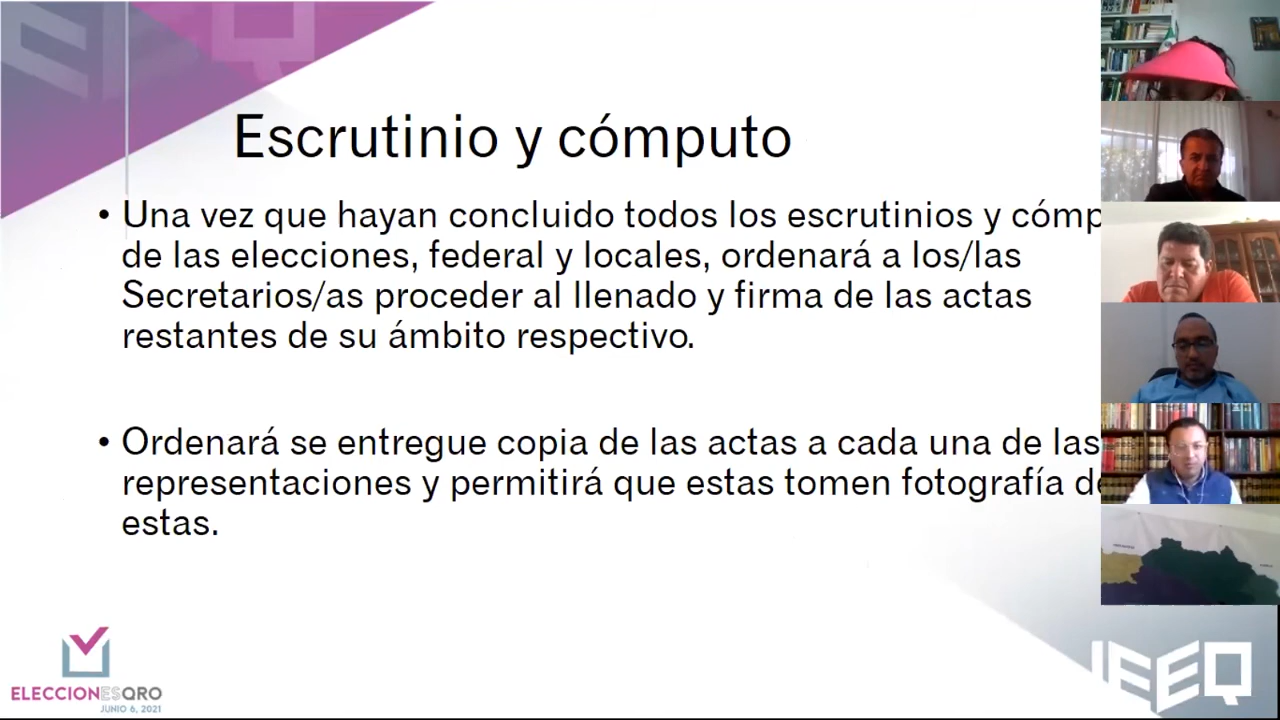 Escrutinio y cómputo
• Una vez que hayan concluido todos los escrutinios y
de las elecciones, federal y locales, ordenará a los/las
Secretarios/as proceder al llenado y firma de las actas
restantes de su ámbito respectivo.
• Ordenará se entregue copia de las actas a cada una de las
representaciones y permitirá que estas tomen fotografía
estas.
ELECCIONESQRO
JUNIO 6, 2021
IEEQ